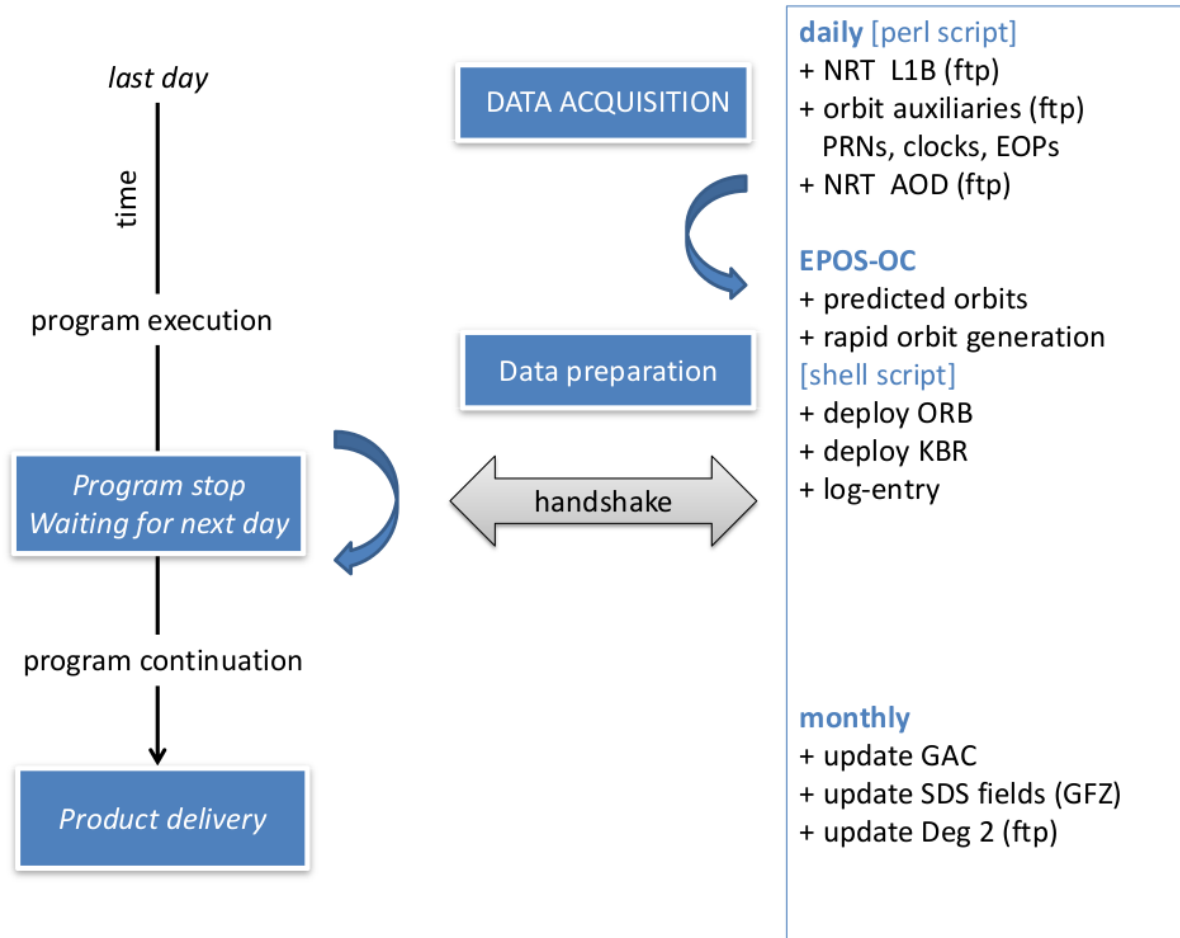 last day
time
program execution
Program stop
Waiting for next day
program continuation
Product delivery
DATA ACQUISITION
Data preparation
handshake
daily [perl script]
+ NRT L1B (ftp)
+ orbit auxiliaries (ftp)
PRNs, clocks, EOPs
+ NRT AOD (ftp)
EPOS-OC
+ predicted orbits
+ rapid orbit generation
[shell script]
+ deploy ORB
+ deploy KBR
+ log-entry
monthly
+ update GAC
+ update SDS fields (GFZ)
+ update Deg 2 (ftp)